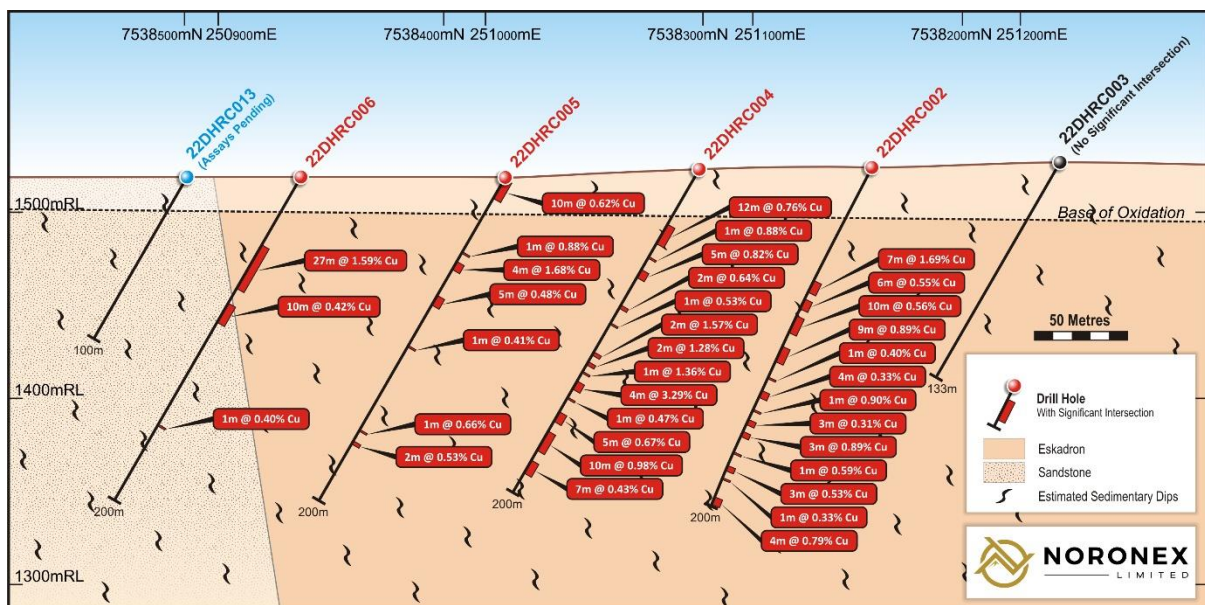 7538500mN 250900mE
7538400mN 251000mE
7538300mN 251100mE
7538200mN 251200mE
22DHRC013
(Assays Pending)
22DHRC006
22DHRC005
22DHRC004
22DHRC002
22DHRC003
(No Significant Intersection)
1500mRL
1400mRL
1300mRL
Base of Oxidation
100m
27m @ 1.59% Cu
10m @ 0.42% Cu
1m @ 0.40% Cu
200m
10m @ 0.62% Cu
1m @ 0.88% Cu
4m @ 1.68% Cu
5m @ 0.48% Cu
1m @ 0.41% Cu
1m @ 0.66% Cu
2m @ 0.53% Cu
200m
12m @ 0.76% Cu
1m @ 0.88% Cu
5m @ 0.82% Cu
2m @ 0.64% Cu
1m @ 0.53% Cu
2m @ 1.57% Cu
2m @ 1.28% Cu
1m @ 1.36% Cu
4m @ 3.29% Cu
1m @ 0.47% Cu
5m @ 0.67% Cu
10m @ 0.98% Cu
7m @ 0.43% Cu
200m
7m @ 1.69% Cu
6m @ 0.55% Cu
10m @ 0.56% Cu
9m @ 0.89% Cu
1m @ 0.40% Cu
4m @ 0.33% Cu
1m @ 0.90% Cu
3m @ 0.31% Cu
3m @ 0.89% Cu
1m @ 0.59% Cu
3m @ 0.53% Cu
1m @ 0.33% Cu
4m @ 0.79% Cu
200m
133m
50 Metres
Drill Hole
With Significant Intersection
Eskadron
Sandstone
Estimated Sedimentary Dips
NORONEX
LIMITED